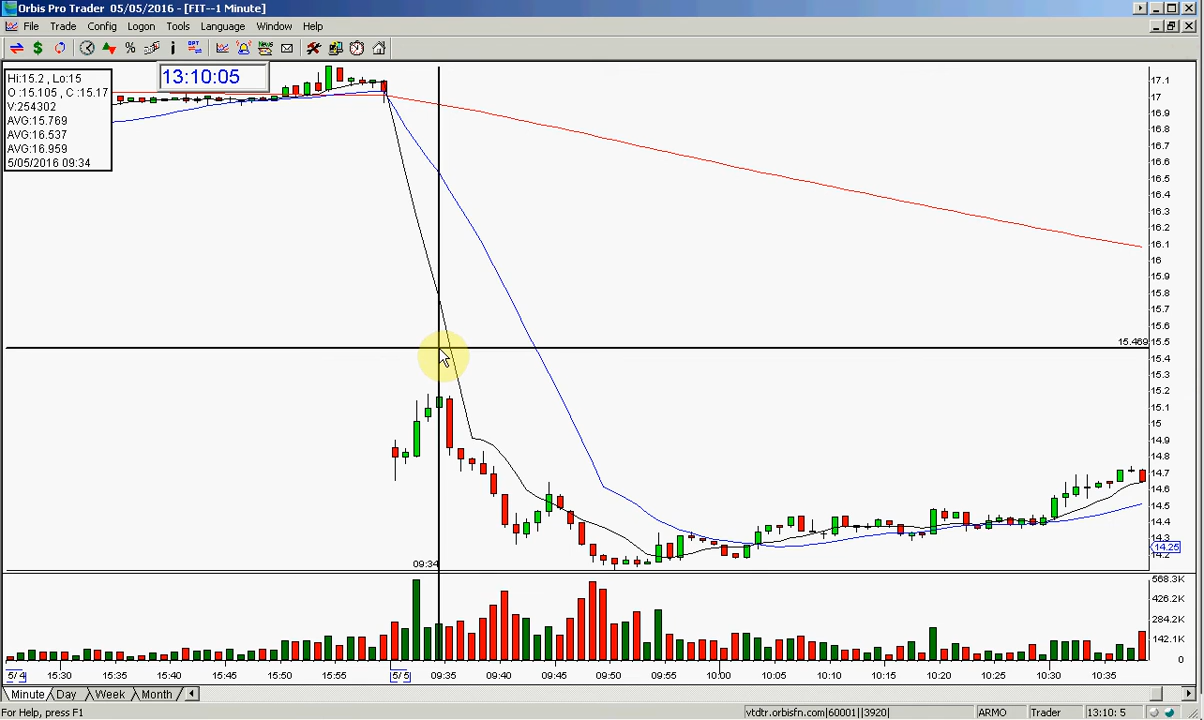 Orbis Pro Trader 05/05/2016 - [FIT--1 Minute]
File Trade Config Logon Tools Language Window Help
Hi:15.2 , Lo:15
O :15.105 , C :15.17
V:254302
AVG:15.769
AVG:16.537
AVG:16.959
5/05/2016 09:34
13:10:05
17.1
17
16.9
16.8
16.7
16.6
16.5
16.4
16.3
16.2
16.1
16
15.9
15.8
15.7
15.6
15.5
15.469
15.4
15.3
15.2
15.1
15
14.9
14.8
14.7
14.6
14.5
14.4
14.3
14.25
14.2
09:34
568.3K
426.2K
284.2K
142.1K
0
5/ 4 15:30 15:35 15:40 15:45 15:50 15:55 5/ 5 09:35 09:40 09:45 09:50 09:55 10:00 10:05 10:10 10:15 10:20 10:25 10:30 10:35
Minute Day Week Month
For Help, press F1
vtdtr.orbisfn.com|60001||3920| ARMO Trader 13:10: 5